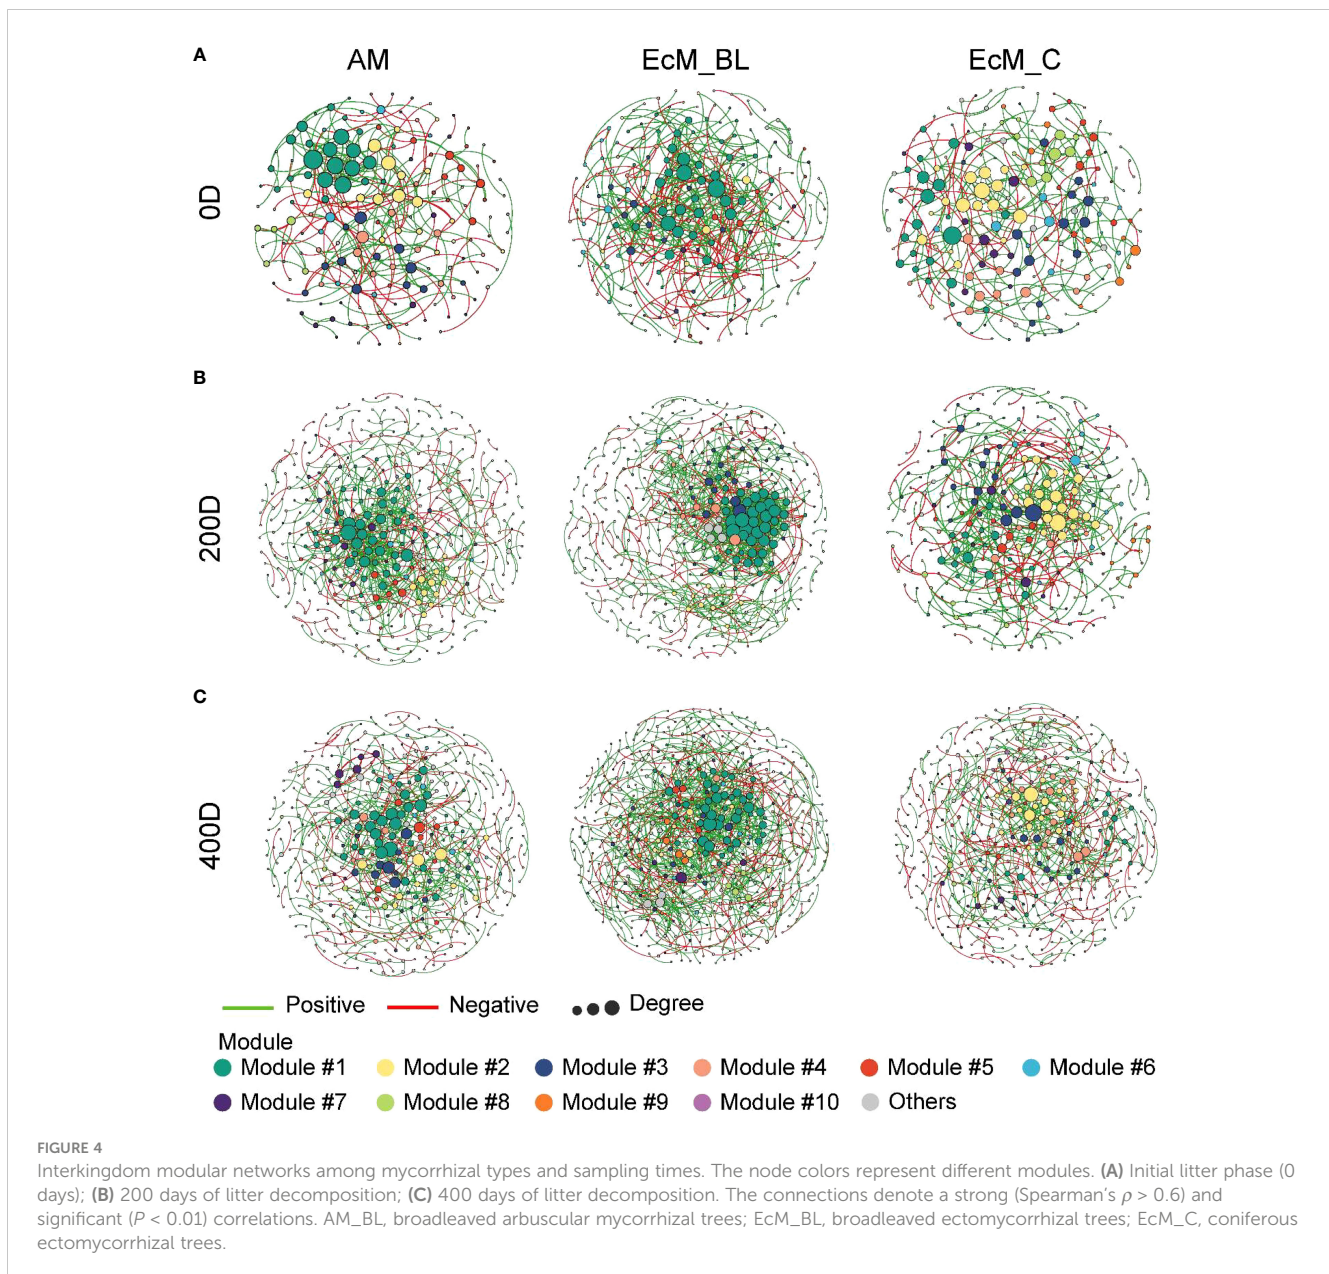 A
AM
EcM_BL
EcM_C
0D
B
200D
C
400D
Positive
Negative
Degree
Module
Module #1
Module #2
Module #3
Module #4
Module #5
Module #6
Module #7
Module #8
Module #9
Module #10
Others
FIGURE 4
Interkingdom modular networks among mycorrhizal types and sampling times. The node colors represent different modules. (A) Initial litter phase (0
days); (B) 200 days of litter decomposition; (C) 400 days of litter decomposition. The connections denote a strong (Spearman's ρ > 0.6) and
significant (P < 0.01) correlations. AM_BL, broadleaved arbuscular mycorrhizal trees; EcM_BL, broadleaved ectomycorrhizal trees; EcM_C, coniferous
ectomycorrhizal trees.